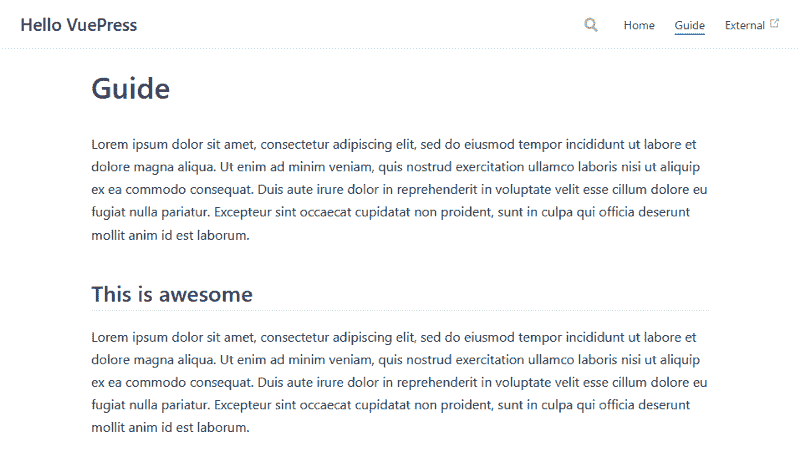 Hello VuePress
Home Guide External
Guide
Lorem ipsum dolor sit amet, consectetur adipiscing elit, sed do eiusmod tempor incididunt ut labore et
dolore magna aliqua. Ut enim ad minim veniam, quis nostrud exercitation ullamco laboris nisi ut aliquip
ex ea commodo consequat. Duis aute irure dolor in reprehenderit in voluptate velit esse cillum dolore eu
fugiat nulla pariatur. Excepteur sint occaecat cupidatat non proident, sunt in culpa qui officia deserunt
mollit anim id est laborum.
This is awesome
Lorem ipsum dolor sit amet, consectetur adipiscing elit, sed do eiusmod tempor incididunt ut labore et
dolore magna aliqua. Ut enim ad minim veniam, quis nostrud exercitation ullamco laboris nisi ut aliquip
ex ea commodo consequat. Duis aute irure dolor in reprehenderit in voluptate velit esse cillum dolore eu
fugiat nulla pariatur. Excepteur sint occaecat cupidatat non proident, sunt in culpa qui officia deserunt
mollit anim id est laborum.